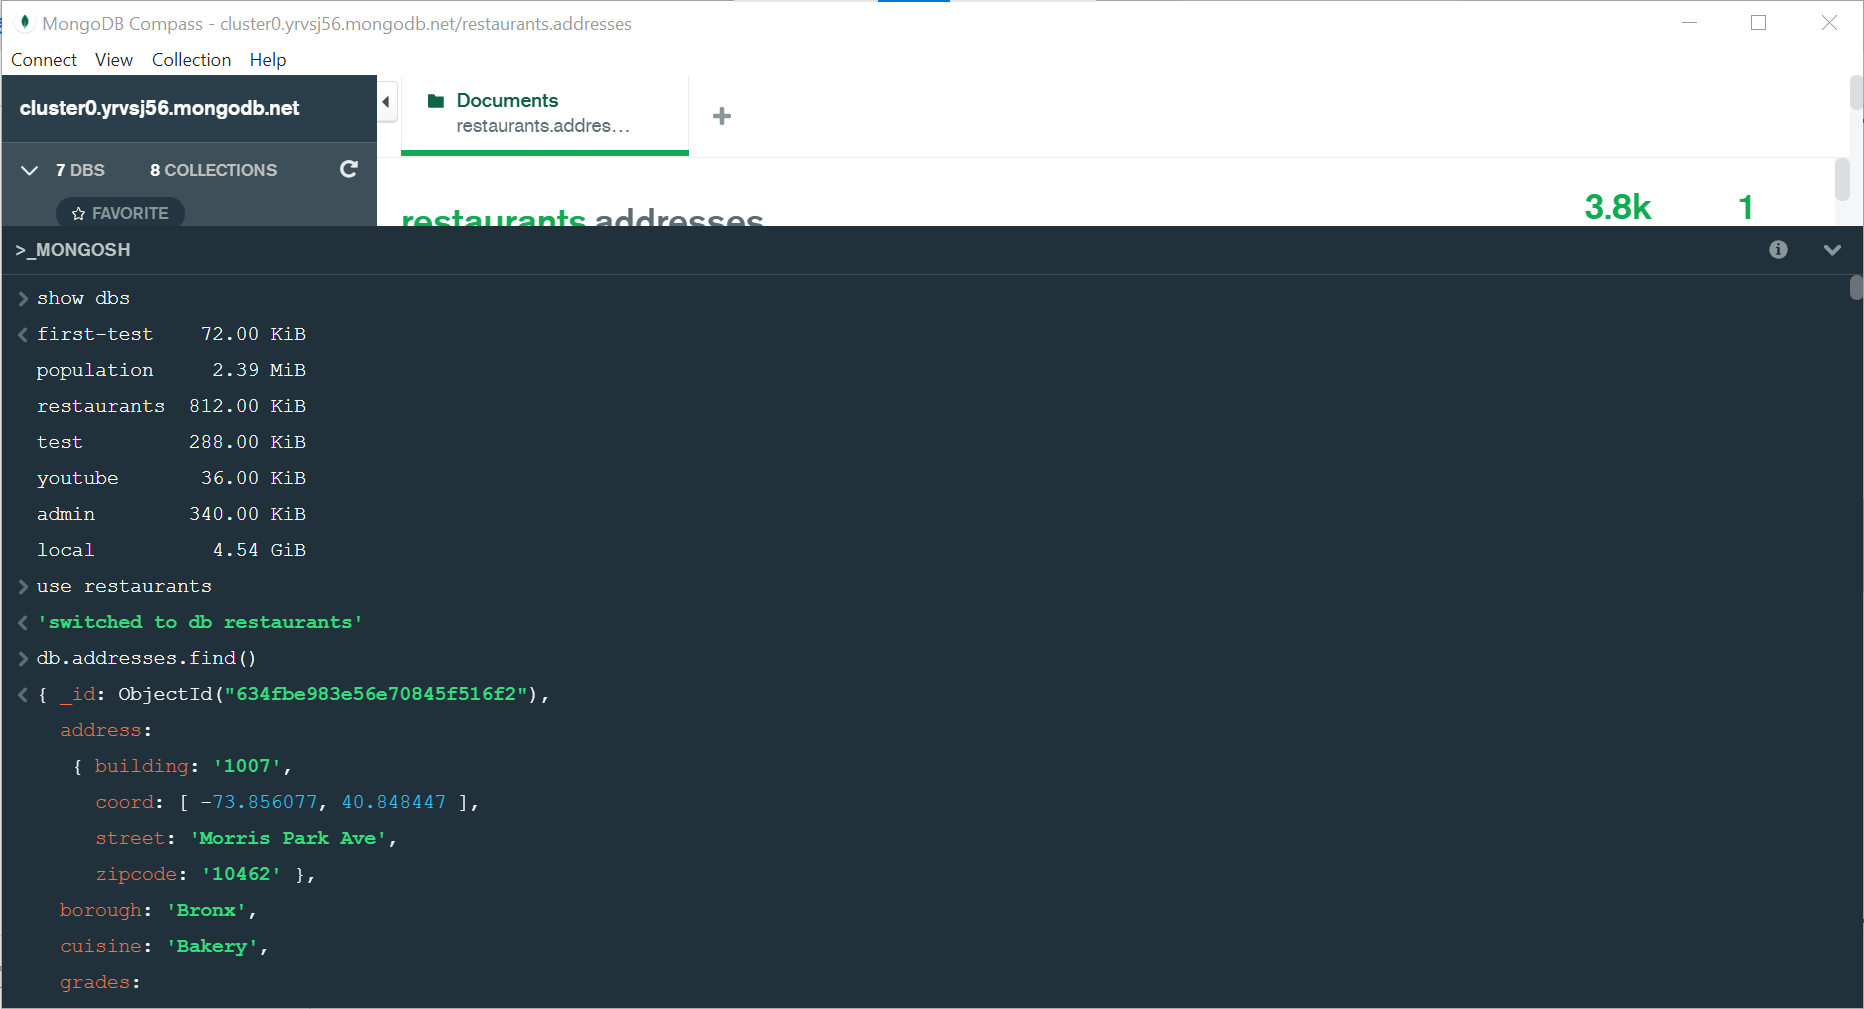 MongoDB Compass - cluster0.yrvsj56.mongodb.net/restaurants.addresses
Connect View Collection Help
cluster0.yrvsj56.mongodb.net
Documents
restaurants.addres...
7 DBS 8 COLLECTIONS
FAVORITE
restaurants.addresses
3.8k 1
>_MONGOSH
show dbs
first-test 72.00 KiB
population 2.39 MiB
restaurants 812.00 KiB
test 288.00 KiB
youtube 36.00 KiB
admin 340.00 KiB
local 4.54 GiB
use restaurants
'switched to db restaurants'
db.addresses.find()
{ _id: ObjectId("634fbe983e56e70845f516f2"),
address:
{ building: '1007',
coord: [ -73.856077, 40.848447 ],
street: 'Morris Park Ave',
zipcode: '10462' },
borough: 'Bronx',
cuisine: 'Bakery',
grades: